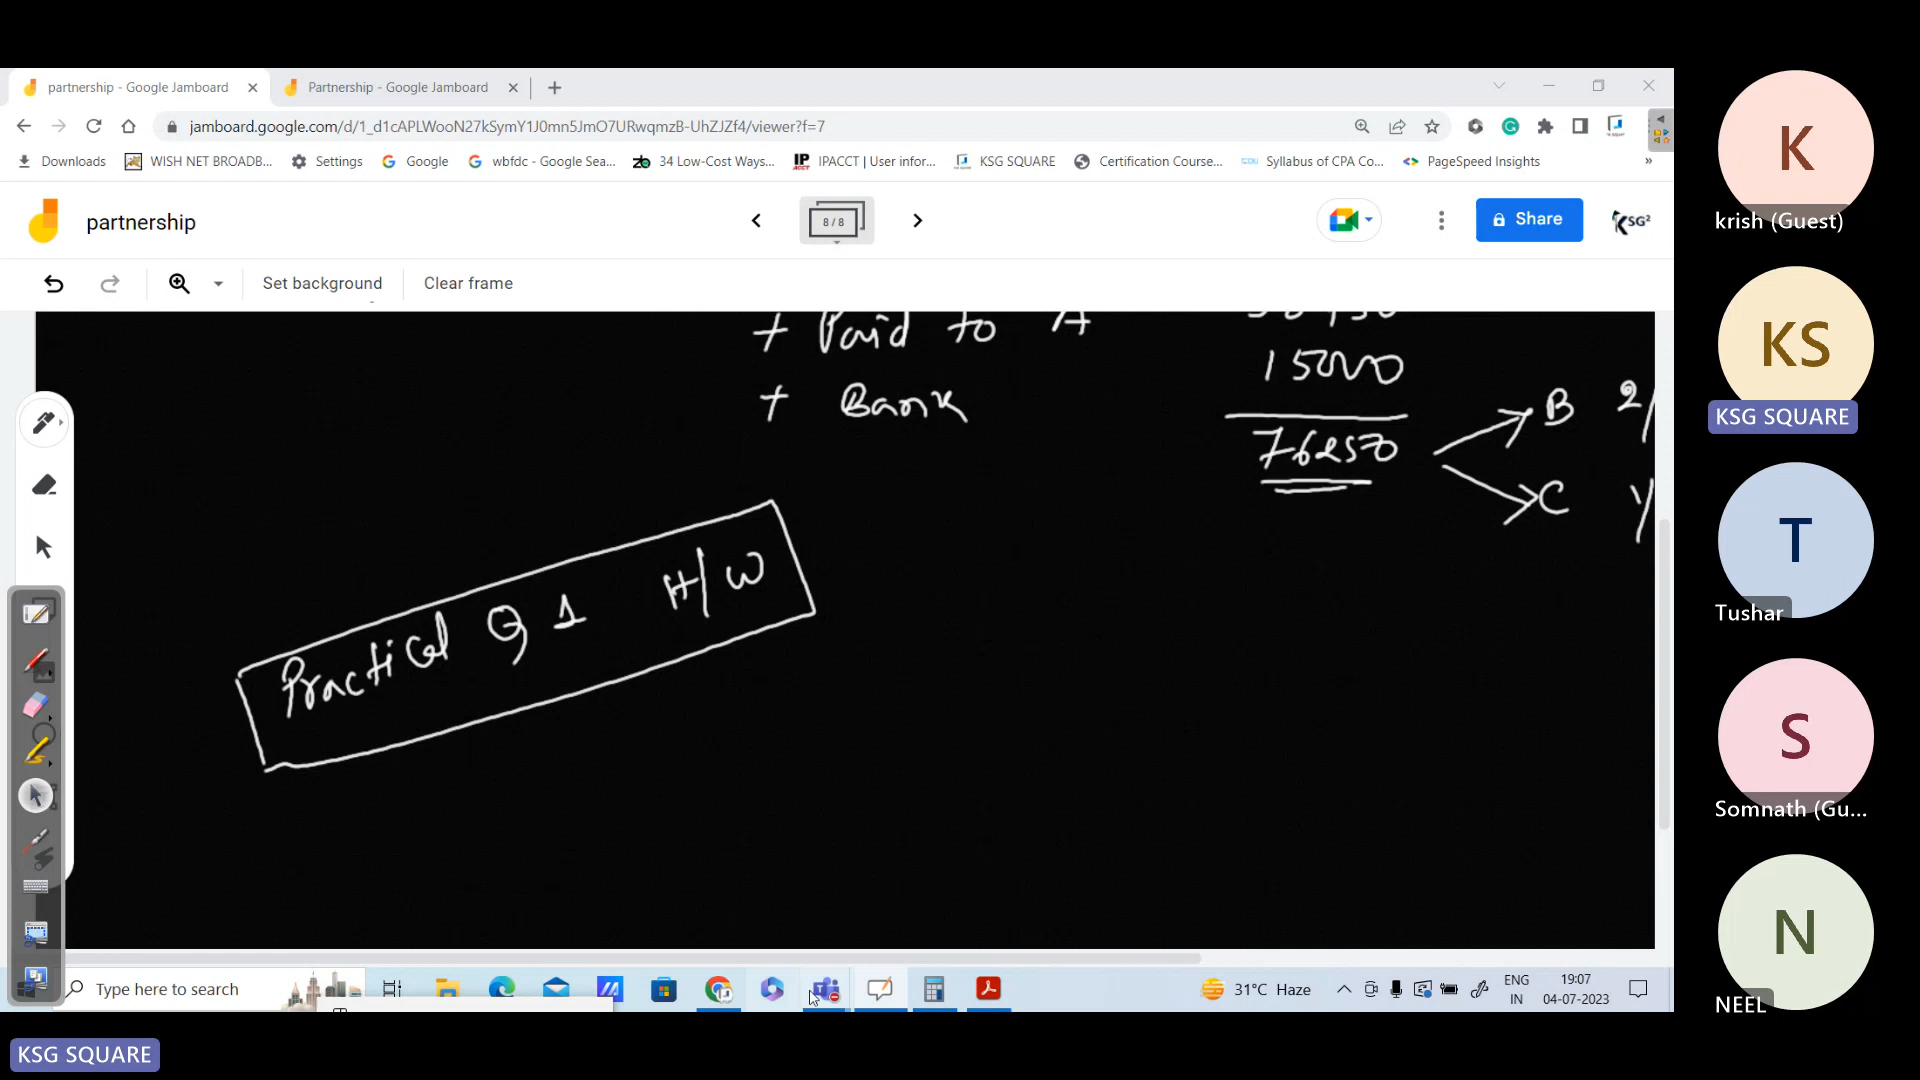 partnership - Google Jamboard
Partnership - Google Jamboard
jamboard.google.com/d/1_d1cAPLWooN27kSymY1J0mn5JmO7URwqmzB-UhZJZf4/viewer?f=7
Downloads
WISH NET BROADB...
Settings
Google
wbfdc - Google Sea...
34 Low-Cost Ways...
IPACCT | User infor...
KSG SQUARE
Certification Course...
Syllabus of CPA Co...
PageSpeed Insights
»
partnership
8 / 8
Share
KSG²
Set background
Clear frame
+ Paid to A
15000
+ Bank
76250
B 2/
C 1/
Practical Q 1 H/W
Type here to search
31°C Haze
ENG
IN
19:07
04-07-2023
K
krish (Guest)
KS
KSG SQUARE
T
Tushar
S
Somnath (Gu...
N
NEEL
KSG SQUARE